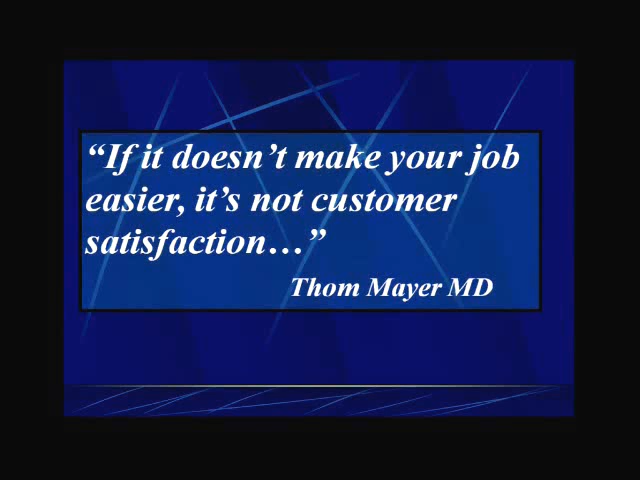 “If it doesn’t make your job
easier, it’s not customer
satisfaction…”
Thom Mayer MD